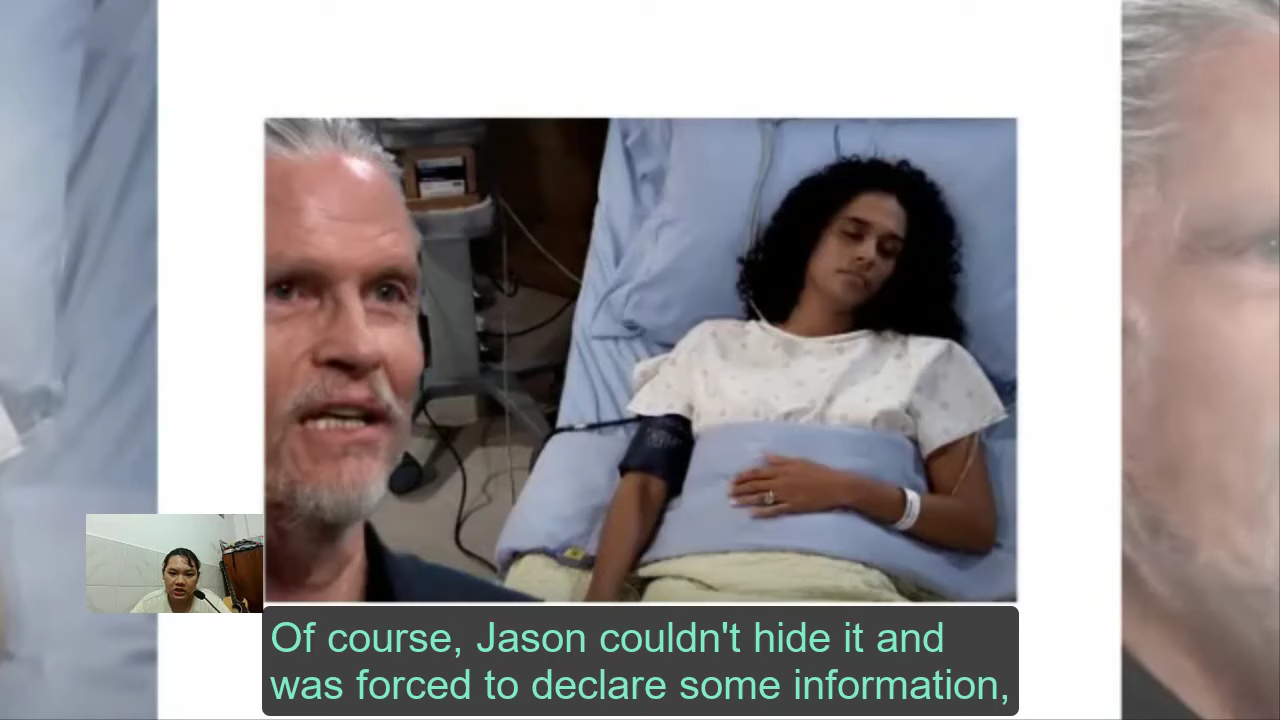 Of course, Jason couldn't hide it and
was forced to declare some information,